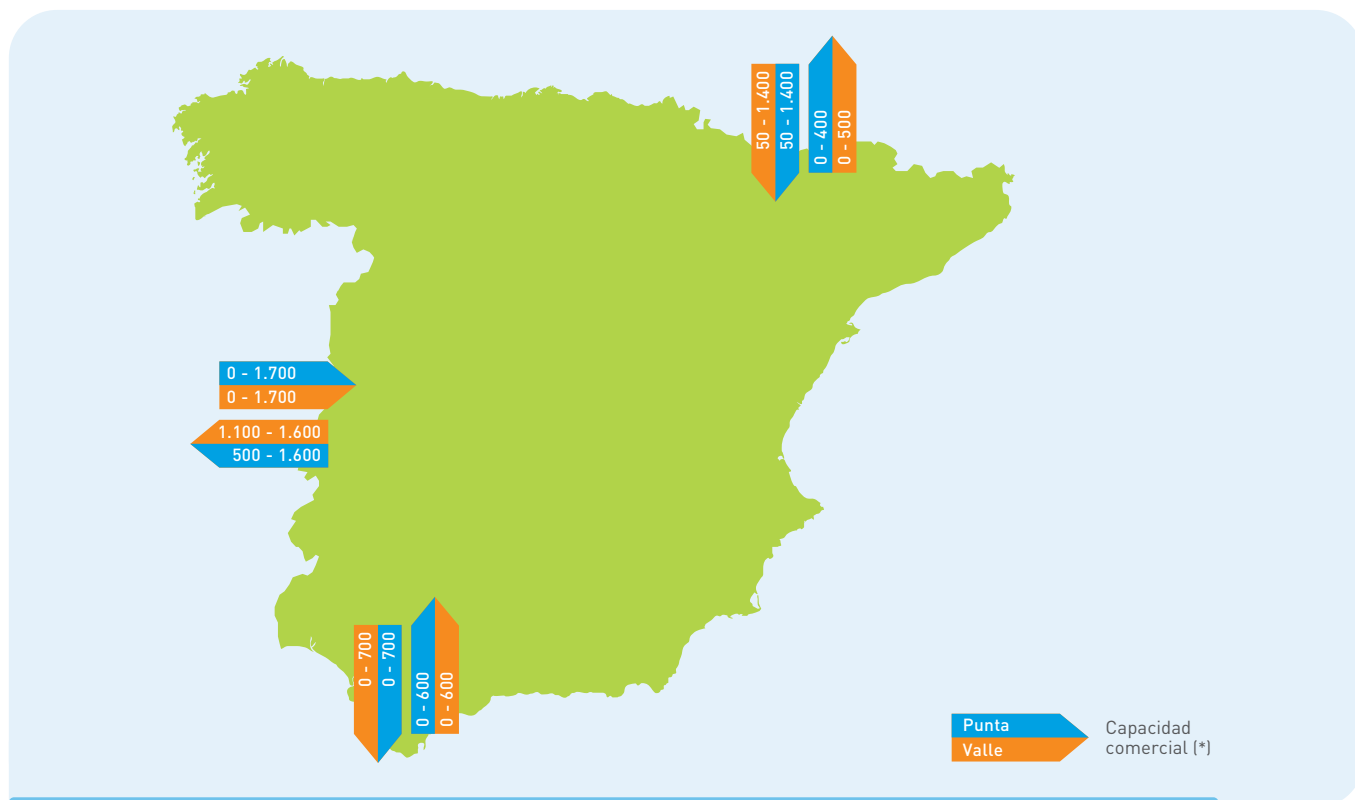 50 - 1.400
50 - 1.400
0 - 400
0 - 500
0 - 1.700
0 - 1.700
1.100 - 1.600
500 - 1.600
0 - 700
0 - 700
0 - 600
0 - 600
Punta
Valle
Capacidad
comercial (*)